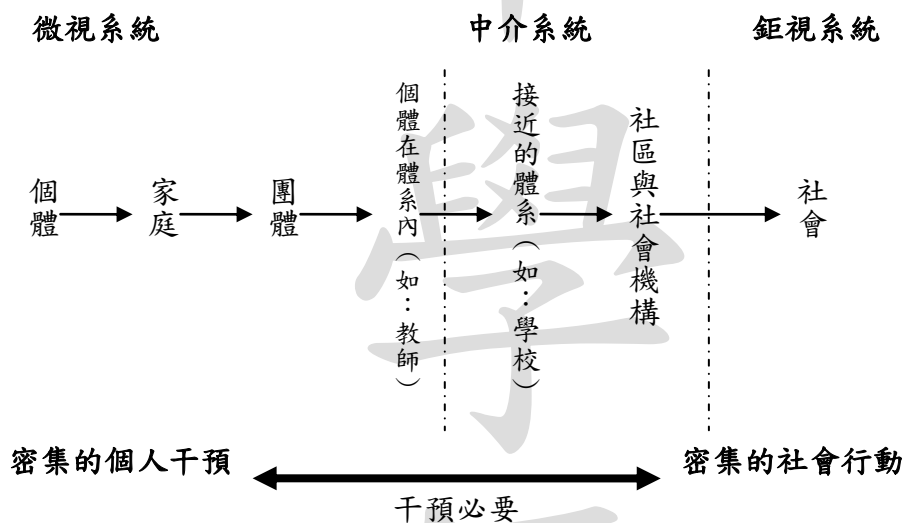 微視系統
中介系統
鉅視系統
個體
家庭
團體
個體在體系內（如：教師）
接近的體系（如：學校）
社區與社會機構
社會
密集的個人干預
密集的社會行動
干預必要
學